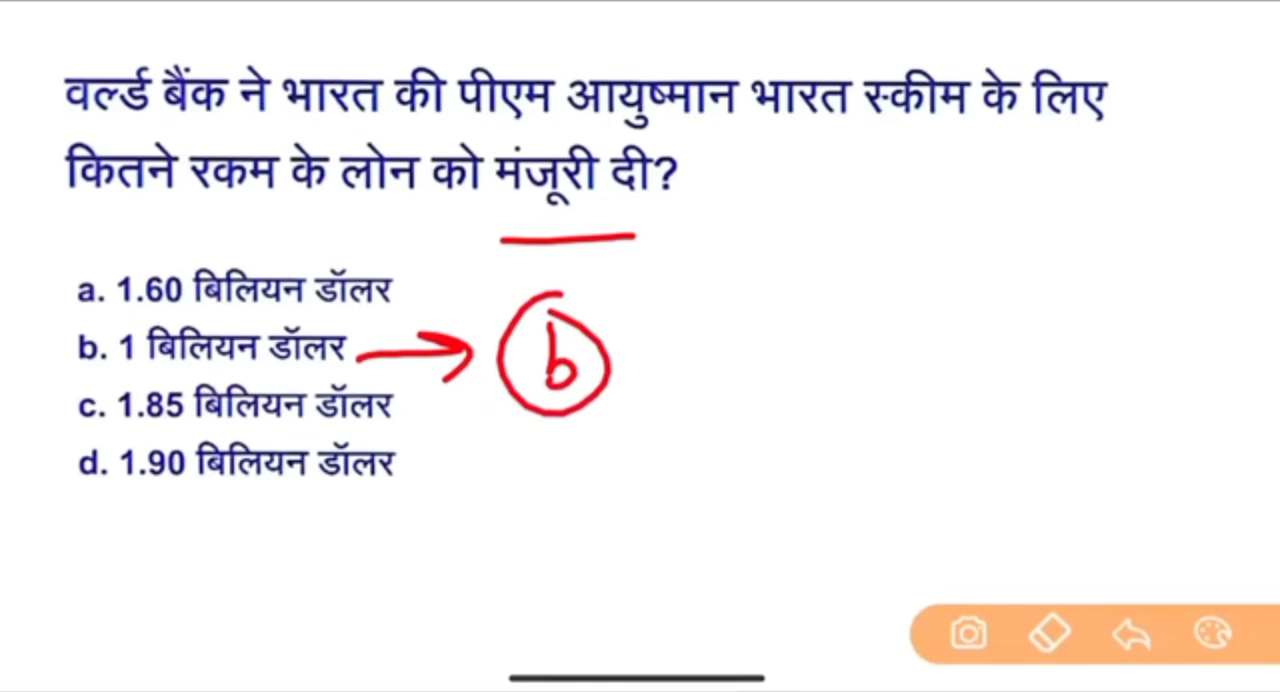 वर्ल्ड बैंक ने भारत की पीएम आयुष्मान भारत स्कीम के लिए
कितने रकम के लोन को मंजूरी दी?
a. 1.60 बिलियन डॉलर
b. 1 बिलियन डॉलर
b
c. 1.85 बिलियन डॉलर
d. 1.90 बिलियन डॉलर